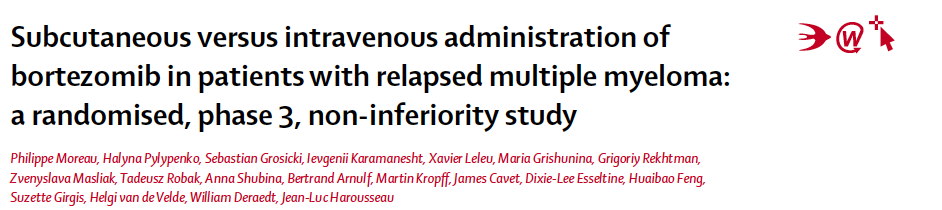 Subcutaneous versus intravenous administration of
bortezomib in patients with relapsed multiple myeloma:
a randomised, phase 3, non-inferiority study
Philippe Moreau, Halyna Pylypenko, Sebastian Grosicki, Ievgenii Karamanesht, Xavier Leleu, Maria Grishunina, Grigoriy Rekhtman,
Zvenyslava Masliak, Tadeusz Robak, Anna Shubina, Bertrand Arnulf, Martin Kropff, James Cavet, Dixie-Lee Esseltine, Huaibao Feng,
Suzette Girgis, Helgi van de Velde, William Deraedt, Jean-Luc Harousseau
W